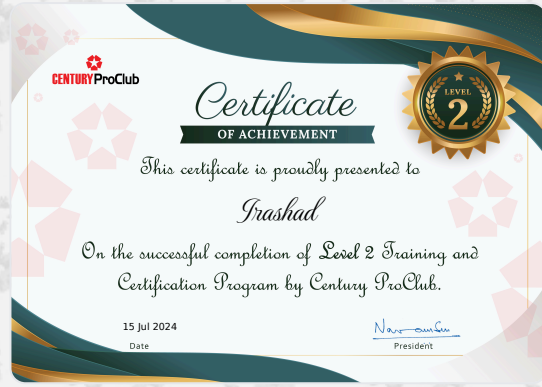 CENTURY ProClub
LEVEL
2
Certificate
OF ACHIEVEMENT
This certificate is proudly presented to
Irashad
On the successful completion of Level 2 Training and
Certification Program by Century ProClub.
15 Jul 2024
Date
President